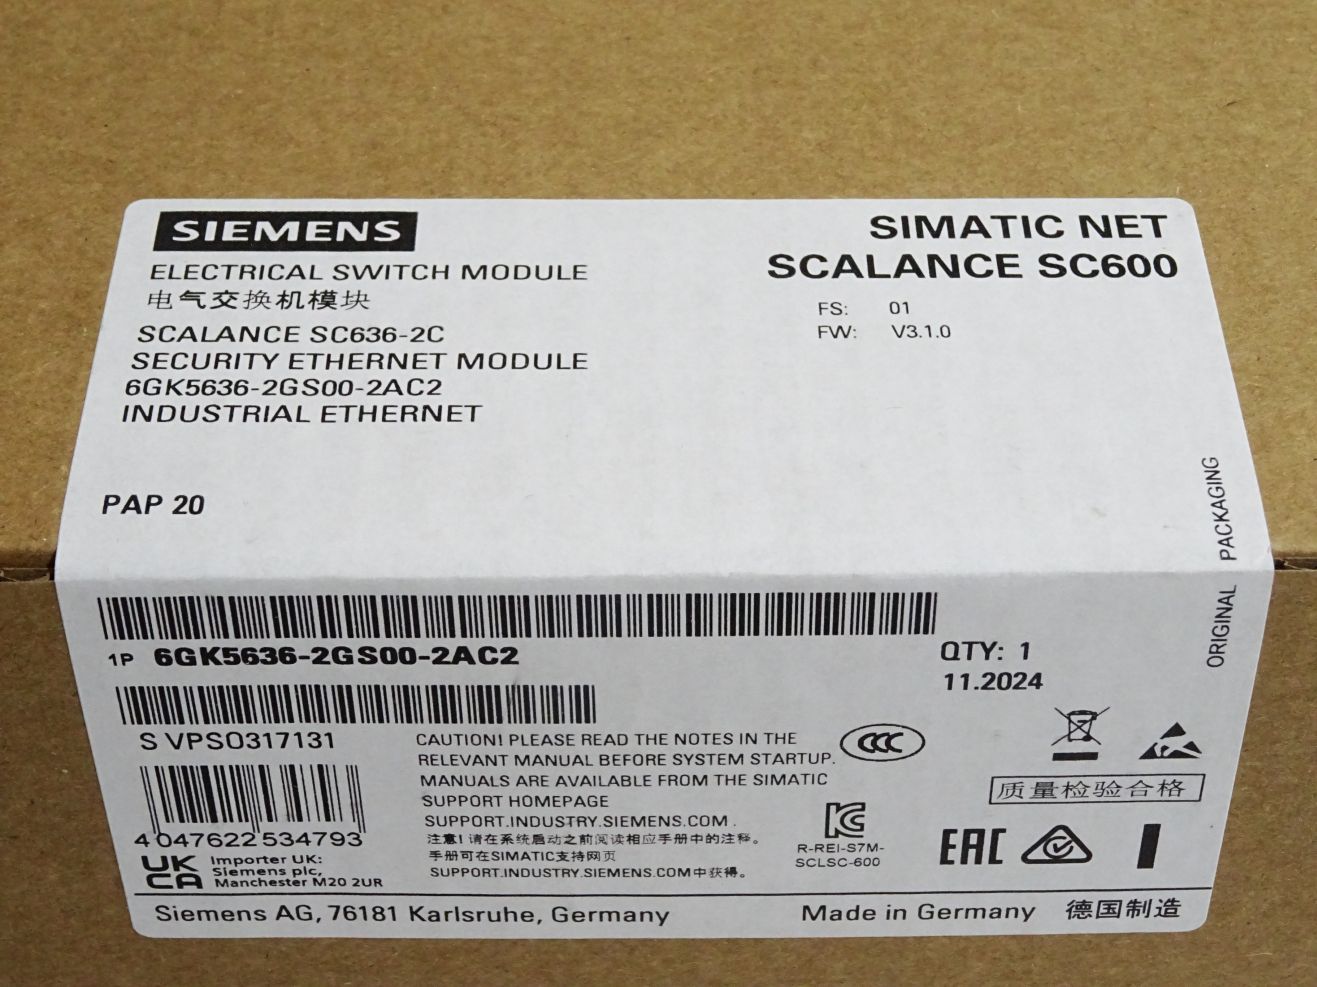 SIEMENS
SIMATIC NET
SCALANCE SC600
ELECTRICAL SWITCH MODULE
电气交换机模块
FS: 01
FW: V3.1.0
SCALANCE SC636-2C
SECURITY ETHERNET MODULE
6GK5636-2GS00-2AC2
INDUSTRIAL ETHERNET
PAP 20
ORIGINAL PACKAGING
1P 6GK5636-2GS00-2AC2
QTY: 1
11.2024
S VPSO317131
CAUTION! PLEASE READ THE NOTES IN THE
RELEVANT MANUAL BEFORE SYSTEM STARTUP.
MANUALS ARE AVAILABLE FROM THE SIMATIC
SUPPORT HOMEPAGE
SUPPORT.INDUSTRY.SIEMENS.COM .
注意! 请在系统启动之前阅读相应手册中的注释。
手册可在SIMATIC支持网页
SUPPORT.INDUSTRY.SIEMENS.COM中获得。
CCC
质量检验合格
4 047622 534793
UK
CA
Importer UK:
Siemens plc,
Manchester M20 2UR
KC
R-REI-S7M-
SCLSC-600
EAC
Siemens AG, 76181 Karlsruhe, Germany
Made in Germany 德国制造